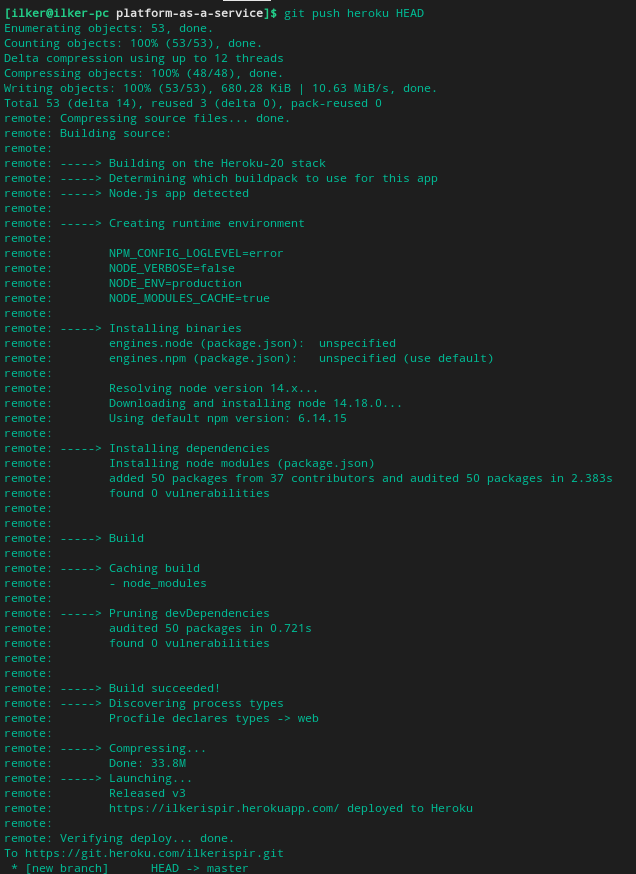 [ilker@ilker-pc platform-as-a-service]$ git push heroku HEAD
Enumerating objects: 53, done.
Counting objects: 100% (53/53), done.
Delta compression using up to 12 threads
Compressing objects: 100% (48/48), done.
Writing objects: 100% (53/53), 680.28 KiB | 10.63 MiB/s, done.
Total 53 (delta 14), reused 3 (delta 0), pack-reused 0
remote: Compressing source files... done.
remote: Building source:
remote:
remote: -----> Building on the Heroku-20 stack
remote: -----> Determining which buildpack to use for this app
remote: -----> Node.js app detected
remote:
remote: -----> Creating runtime environment
remote:
remote:        NPM_CONFIG_LOGLEVEL=error
remote:        NODE_VERBOSE=false
remote:        NODE_ENV=production
remote:        NODE_MODULES_CACHE=true
remote:
remote: -----> Installing binaries
remote:        engines.node (package.json):  unspecified
remote:        engines.npm (package.json):   unspecified (use default)
remote:
remote:        Resolving node version 14.x...
remote:        Downloading and installing node 14.18.0...
remote:        Using default npm version: 6.14.15
remote:
remote: -----> Installing dependencies
remote:        Installing node modules (package.json)
remote:        added 50 packages from 37 contributors and audited 50 packages in 2.383s
remote:        found 0 vulnerabilities
remote:
remote:
remote: -----> Build
remote:
remote: -----> Caching build
remote:        - node_modules
remote:
remote: -----> Pruning devDependencies
remote:        audited 50 packages in 0.721s
remote:        found 0 vulnerabilities
remote:
remote:
remote: -----> Build succeeded!
remote: -----> Discovering process types
remote:        Procfile declares types -> web
remote:
remote: -----> Compressing...
remote:        Done: 33.8M
remote: -----> Launching...
remote:        Released v3
remote:        https://ilkerispir.herokuapp.com/ deployed to Heroku
remote:
remote: Verifying deploy... done.
To https://git.heroku.com/ilkerispir.git
 * [new branch]      HEAD -> master